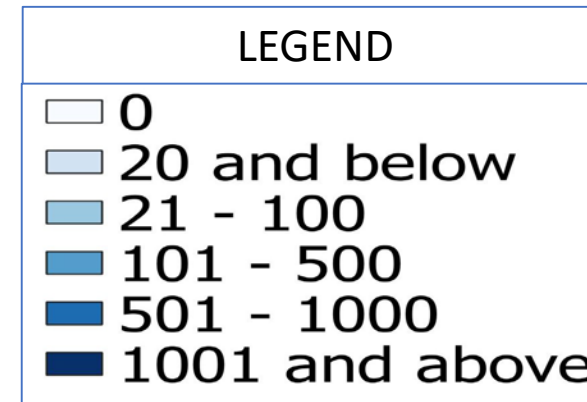 LEGEND
0
20 and below
21 - 100
101 - 500
501 - 1000
1001 and above